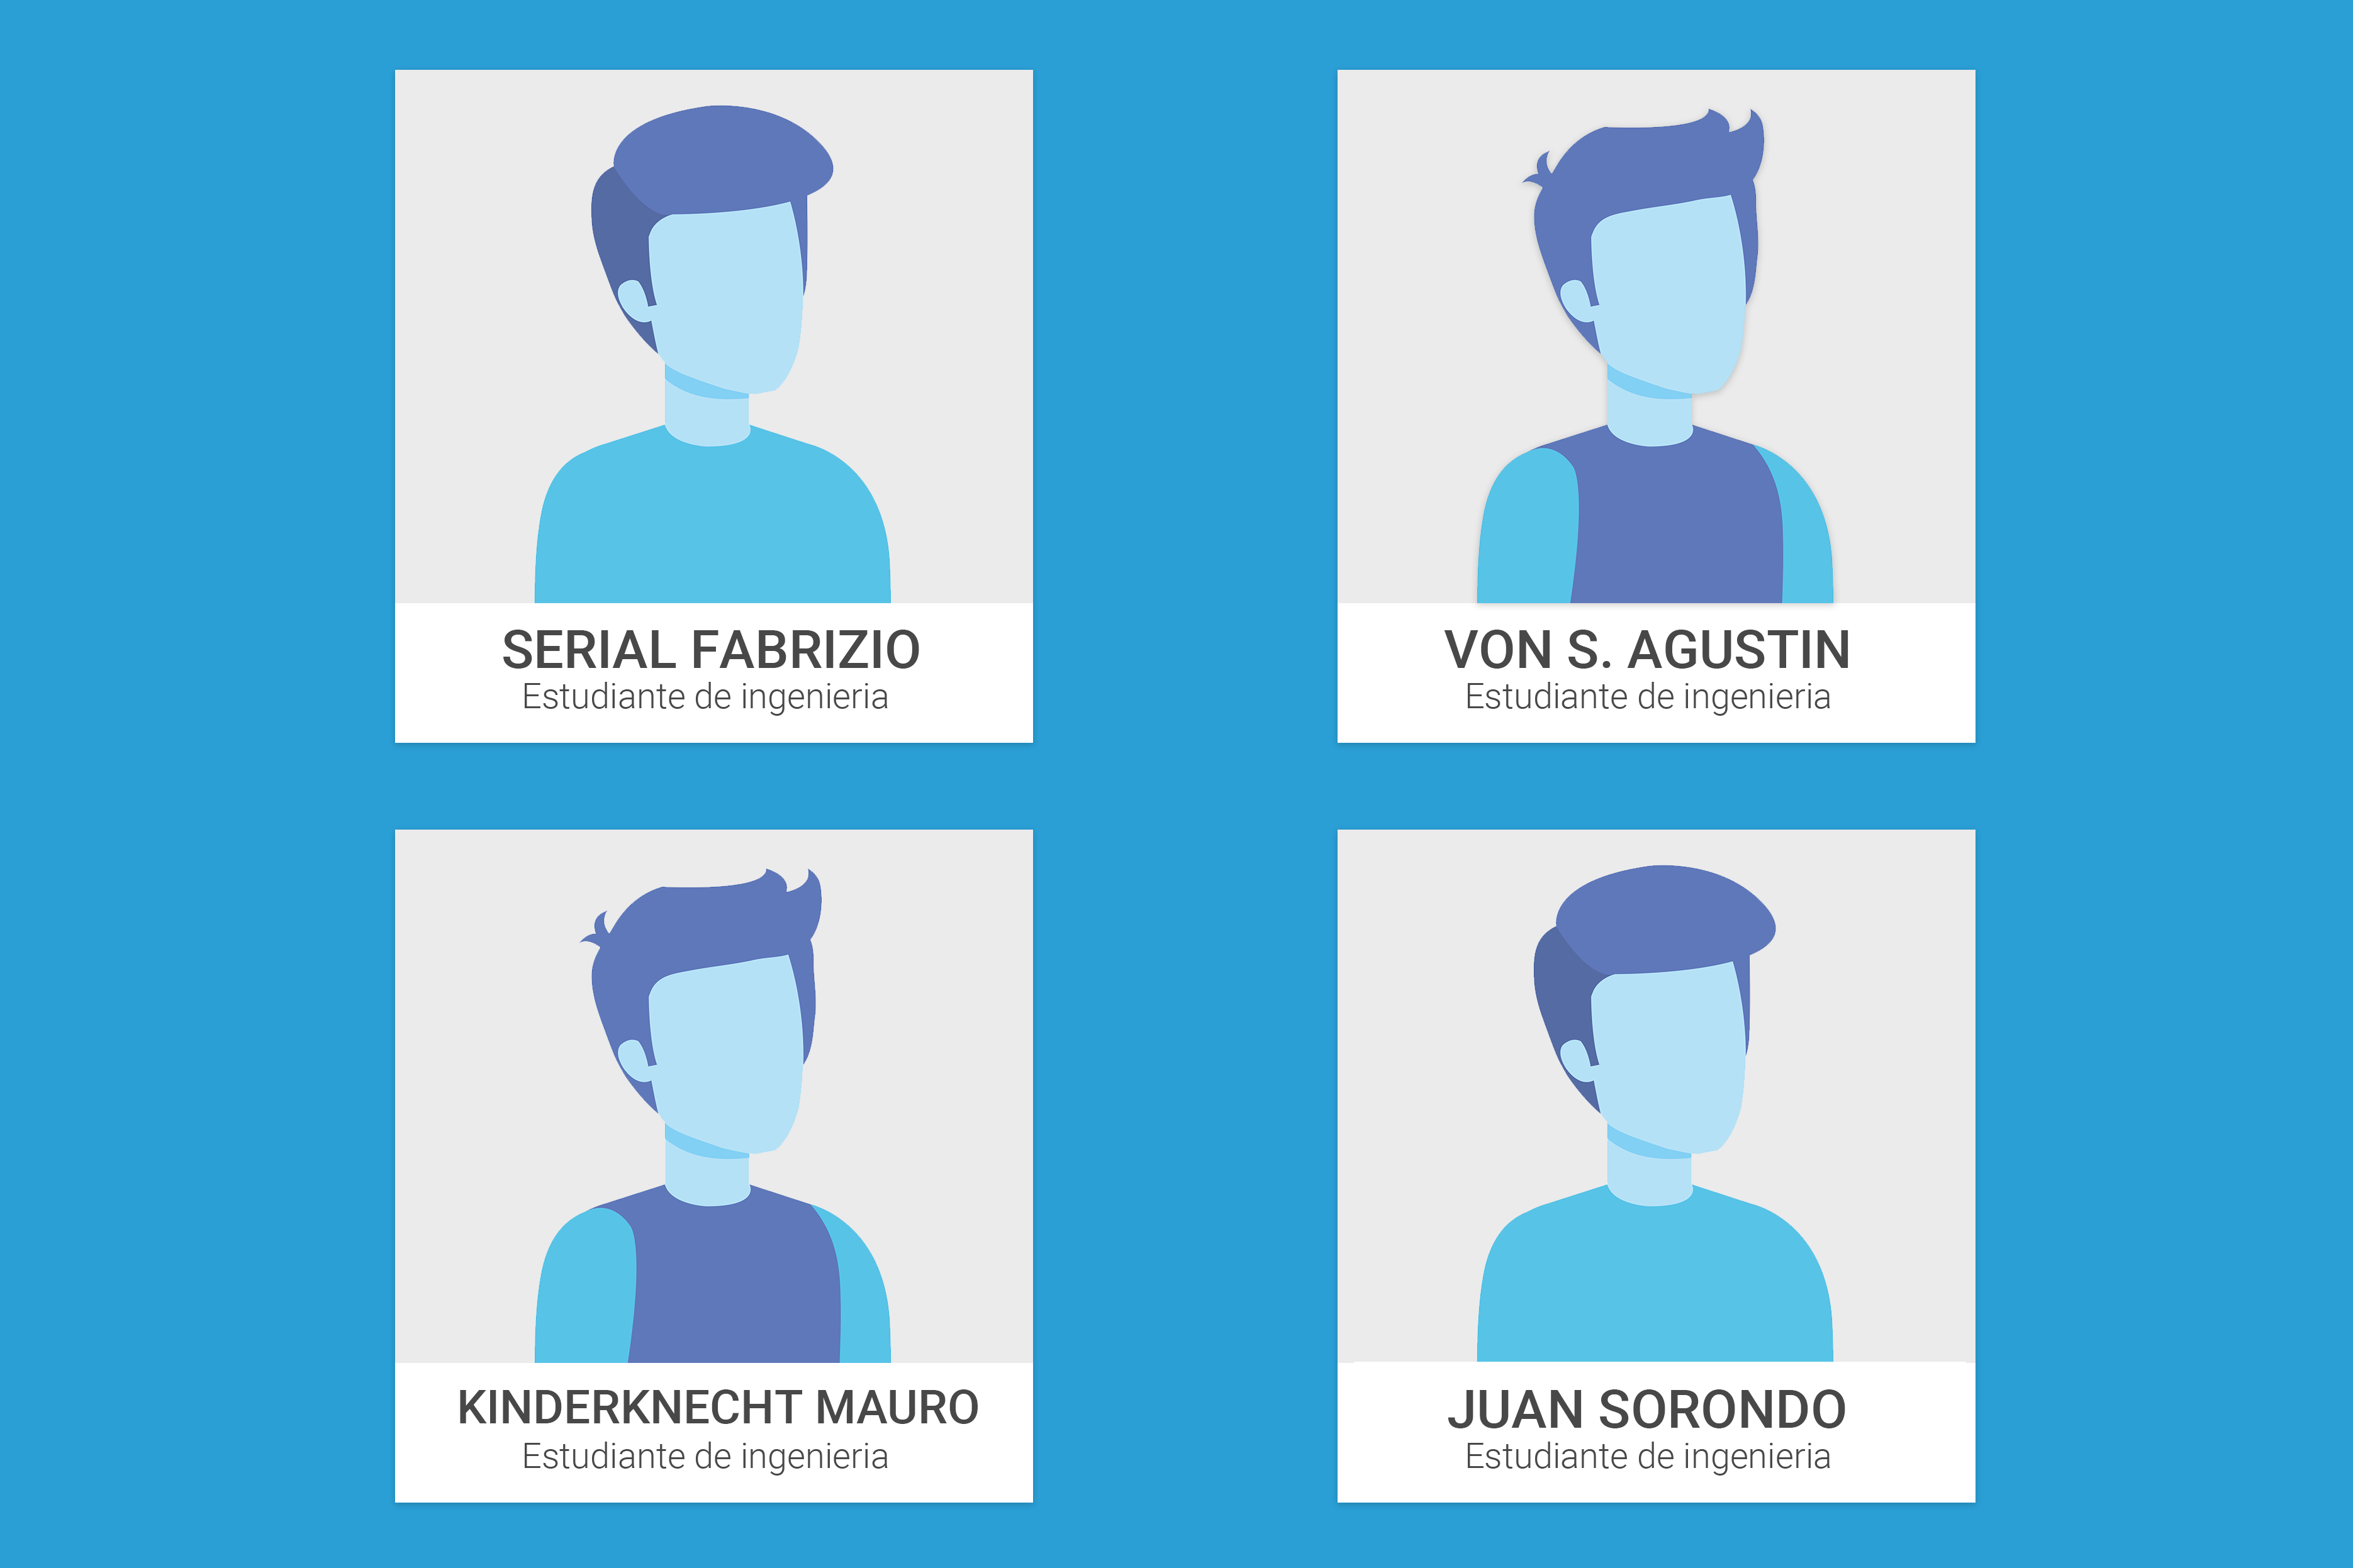 SERIAL FABRIZIO
Estudiante de ingenieria
VON S. AGUSTIN
Estudiante de ingenieria
KINDERKNECHT MAURO
Estudiante de ingenieria
JUAN SORONDO
Estudiante de ingenieria